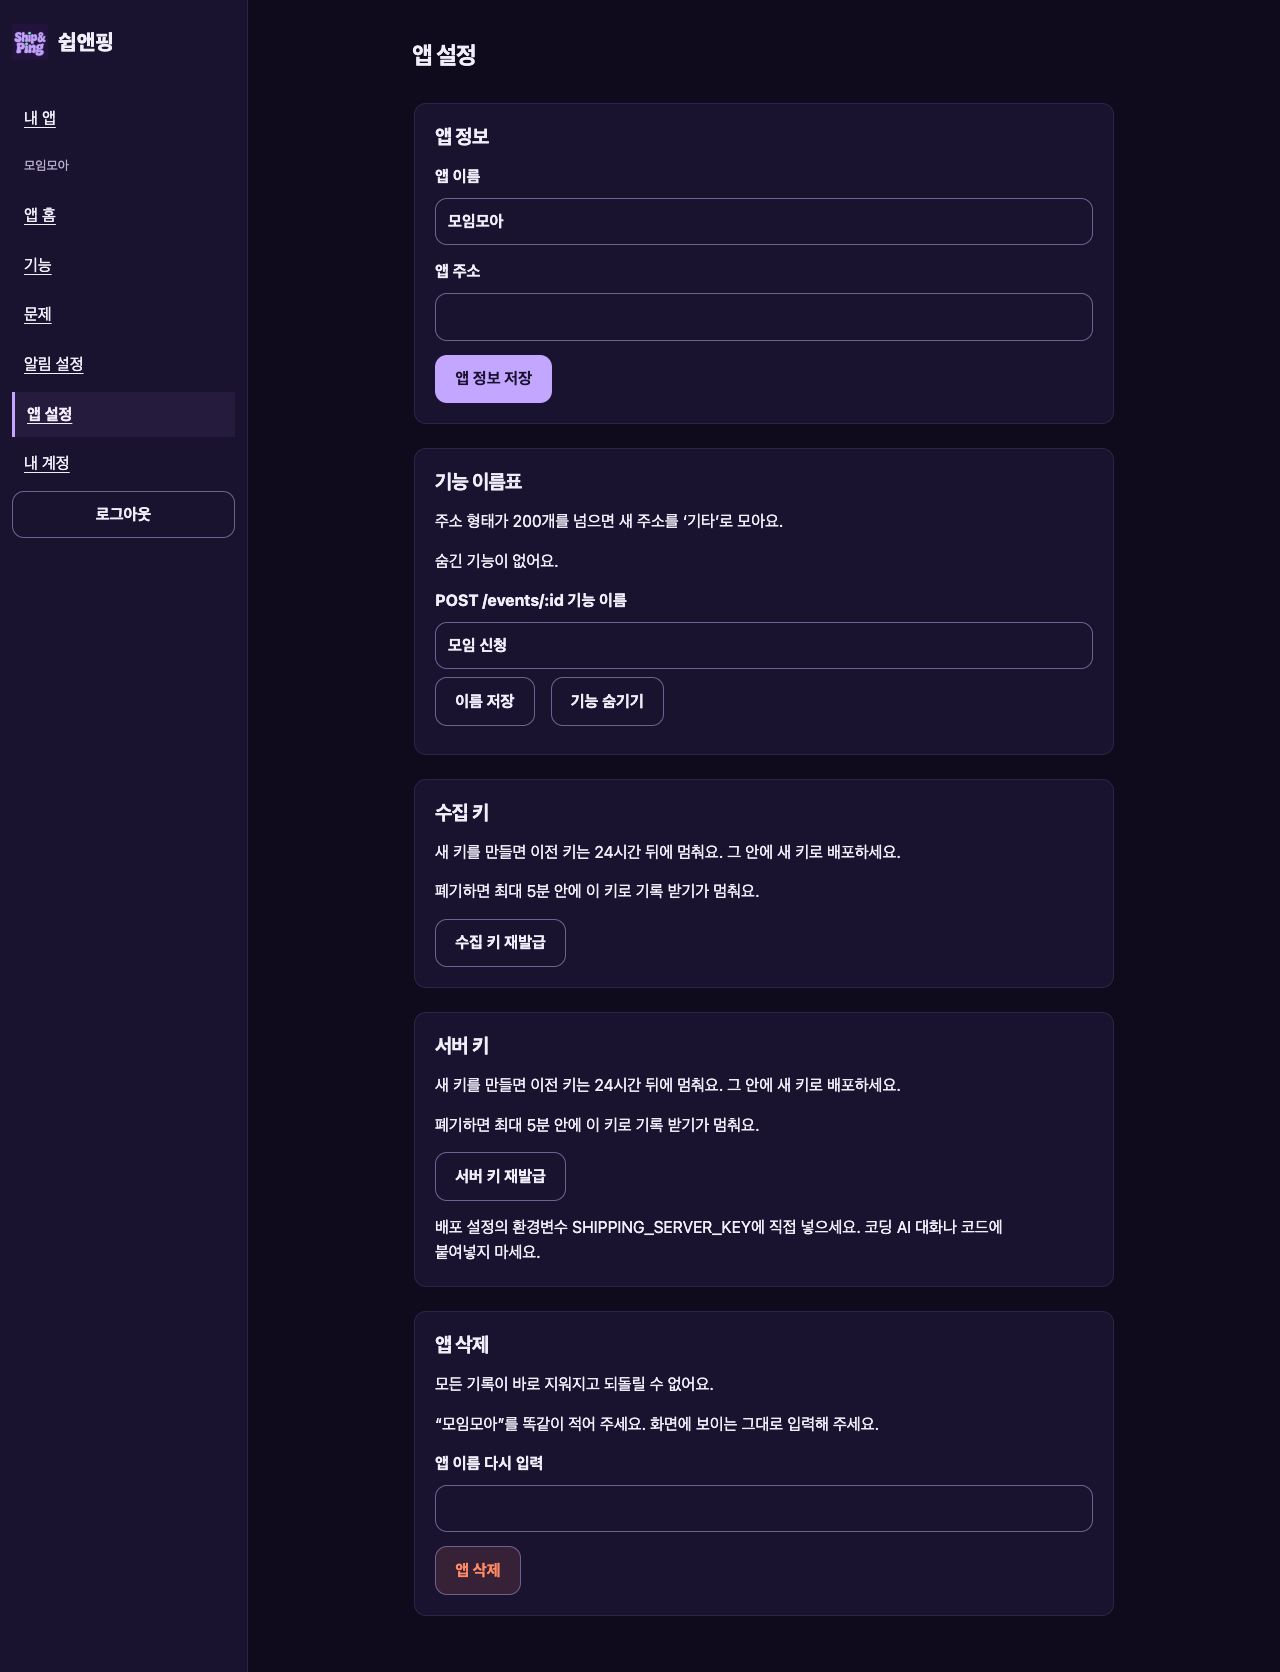 Ship&
Ping
쉽앤핑
내 앱
모임모아
앱 홈
기능
문제
알림 설정
앱 설정
내 계정
로그아웃
앱 설정
앱 정보
앱 이름
모임모아
앱 주소
앱 정보 저장
기능 이름표
주소 형태가 200개를 넘으면 새 주소를 ‘기타’로 모아요.
숨긴 기능이 없어요.
POST /events/:id 기능 이름
모임 신청
이름 저장
기능 숨기기
수집 키
새 키를 만들면 이전 키는 24시간 뒤에 멈춰요. 그 안에 새 키로 배포하세요.
폐기하면 최대 5분 안에 이 키로 기록 받기가 멈춰요.
수집 키 재발급
서버 키
새 키를 만들면 이전 키는 24시간 뒤에 멈춰요. 그 안에 새 키로 배포하세요.
폐기하면 최대 5분 안에 이 키로 기록 받기가 멈춰요.
서버 키 재발급
배포 설정의 환경변수 SHIPPING_SERVER_KEY에 직접 넣으세요. 코딩 AI 대화나 코드에
붙여넣지 마세요.
앱 삭제
모든 기록이 바로 지워지고 되돌릴 수 없어요.
“모임모아”를 똑같이 적어 주세요. 화면에 보이는 그대로 입력해 주세요.
앱 이름 다시 입력
앱 삭제